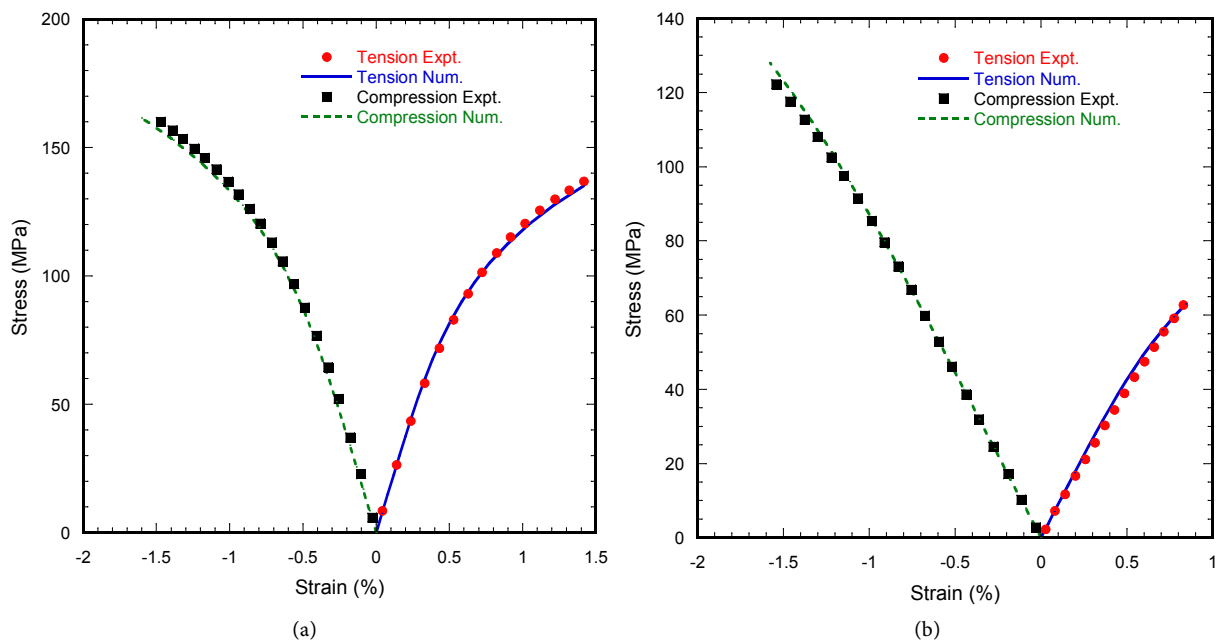 200
150
100
50
0
Stress (MPa)
Tension Expt.
Tension Num.
Compression Expt.
Compression Num.
-2
-1.5
-1
-0.5
0
0.5
1
1.5
Strain (%)
(a)
140
120
100
80
60
40
20
0
Stress (MPa)
Tension Expt.
Tension Num.
Compression Expt.
Compression Num.
-2
-1.5
-1
-0.5
0
0.5
1
Strain (%)
(b)